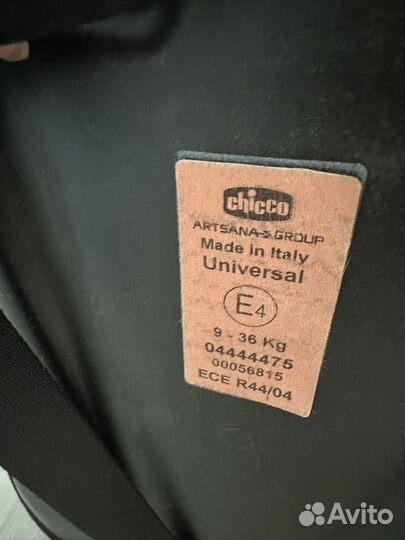 chicco
ARTSANA GROUP
Made in Italy
Universal
E4
9 - 36 Kg
04444475
00056815
ECE R44/04
Avito